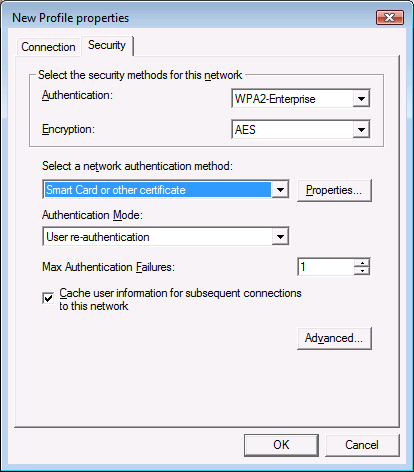 New Profile properties
Connection
Security
Select the security methods for this network
Authentication:
WPA2-Enterprise
Encryption:
AES
Select a network authentication method:
Smart Card or other certificate
Properties...
Authentication Mode:
User re-authentication
Max Authentication Failures:
1
Cache user information for subsequent connections
to this network
Advanced...
OK
Cancel